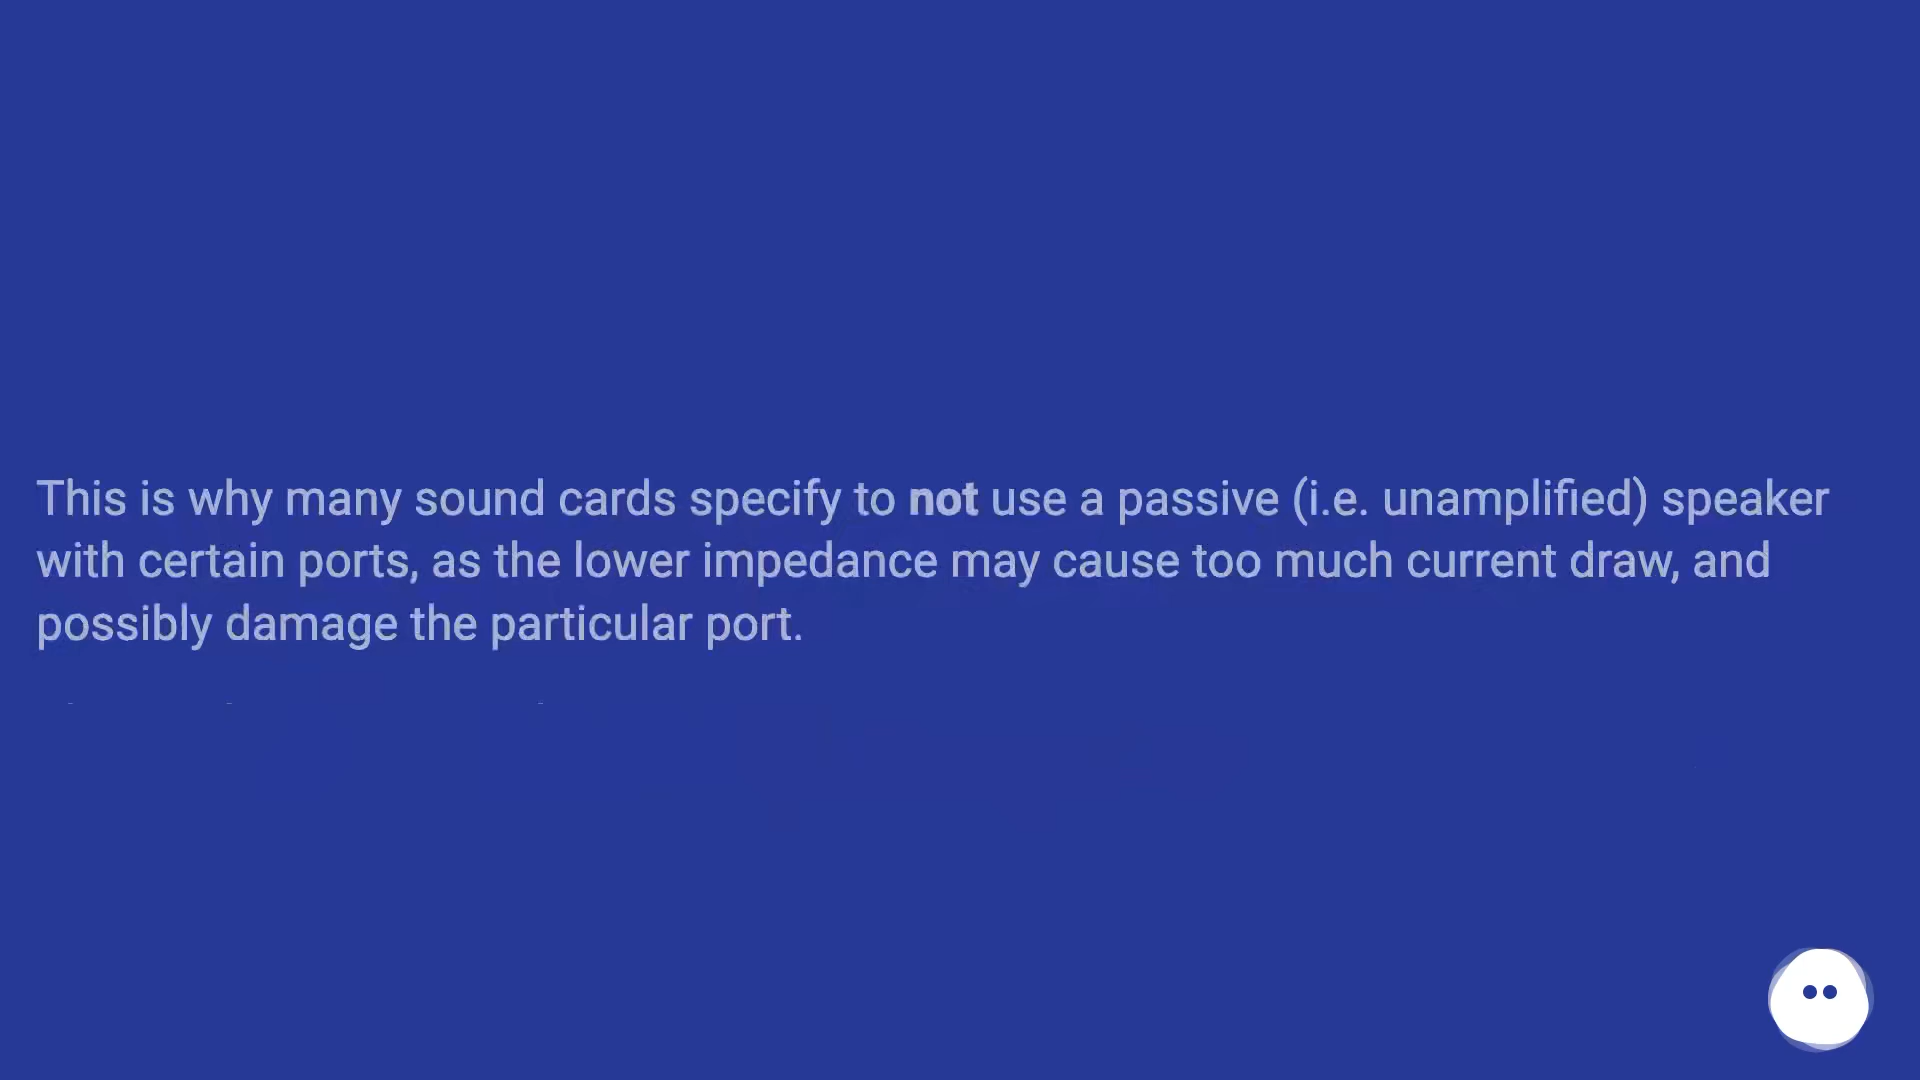 This is why many sound cards specify to not use a passive (i.e. unamplified) speaker
with certain ports, as the lower impedance may cause too much current draw, and
possibly damage the particular port.